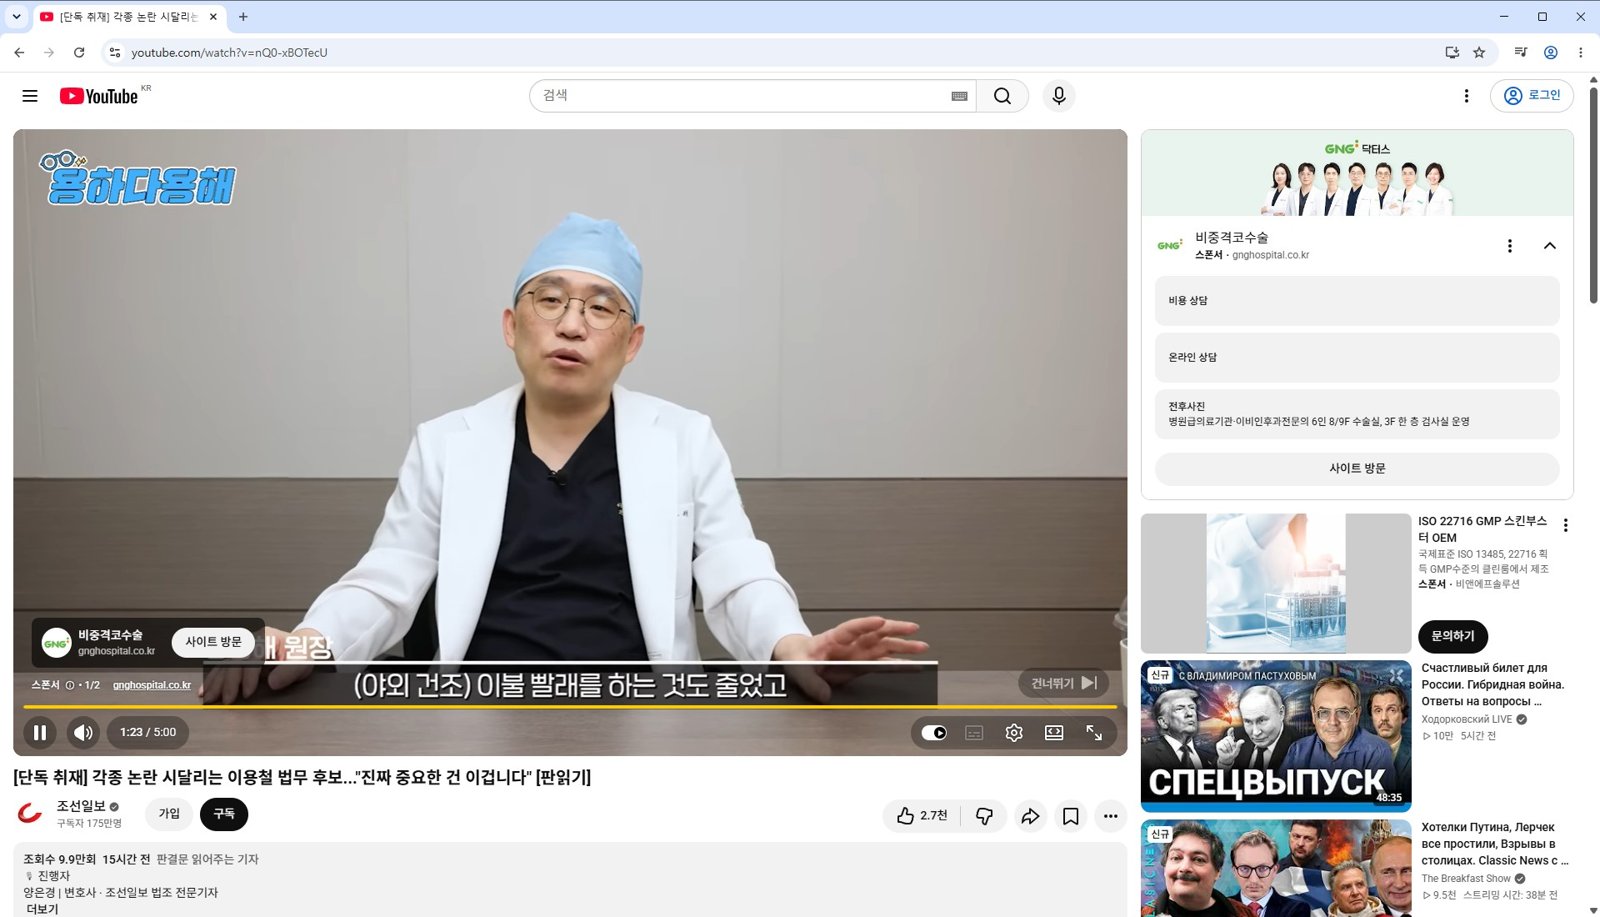 [단독 취재] 각종 논란 시달리는
youtube.com/watch?v=nQ0-xBOTecU
YouTube KR
검색
로그인
용하다용해
해 원장
(야외 건조) 이불 빨래를 하는 것도 줄었고
GNG
비중격코수술
gnghospital.co.kr
사이트 방문
스폰서 · 1/2 gnghospital.co.kr
건너뛰기
1:23 / 5:00
[단독 취재] 각종 논란 시달리는 이용철 법무 후보..."진짜 중요한 건 이겁니다" [판읽기]
조선일보
구독자 175만명
가입
구독
2.7천
조회수 9.9만회 15시간 전 판결문 읽어주는 기자
🎙 진행자
양은경 | 변호사 · 조선일보 법조 전문기자
더보기
GNG 닥터스
GNG
비중격코수술
스폰서 · gnghospital.co.kr
비용 상담
온라인 상담
전후사진
병원급의료기관·이비인후과전문의 6인 8/9F 수술실, 3F 한 층 검사실 운영
사이트 방문
ISO 22716 GMP 스킨부스
터 OEM
국제표준 ISO 13485, 22716 획
득 GMP수준의 클린룸에서 제조
스폰서 · 비앤에프솔루션
문의하기
신규
С ВЛАДИМИРОМ ПАСТУХОВЫМ
СПЕЦВЫПУСК
48:35
Счастливый билет для
России. Гибридная война.
Ответы на вопросы ...
Ходорковский LIVE
10만 5시간 전
신규
Хотелки Путина, Лерчек
все простили, Взрывы в
столицах. Classic News с ...
The Breakfast Show
9.5천 스트리밍 시간: 38분 전